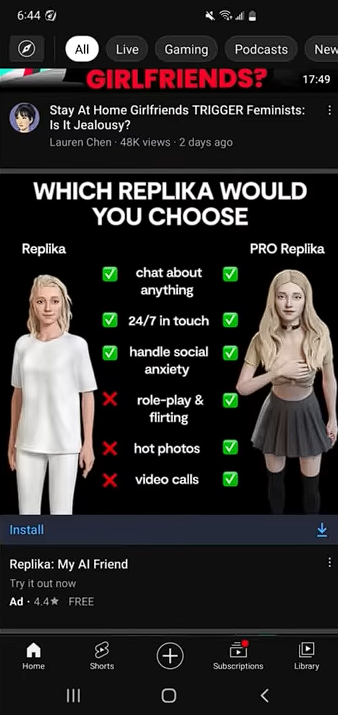 6:44
All
Live
Gaming
Podcasts
New
GIRLFRIENDS?
17:49
Stay At Home Girlfriends TRIGGER Feminists:
Is It Jealousy?
Lauren Chen · 48K views · 2 days ago
WHICH REPLIKA WOULD
YOU CHOOSE
Replika
PRO Replika
chat about
anything
24/7 in touch
handle social
anxiety
role-play &
flirting
hot photos
video calls
Install
Replika: My AI Friend
Try it out now
Ad · 4.4★ FREE
Home
Shorts
Subscriptions
Library